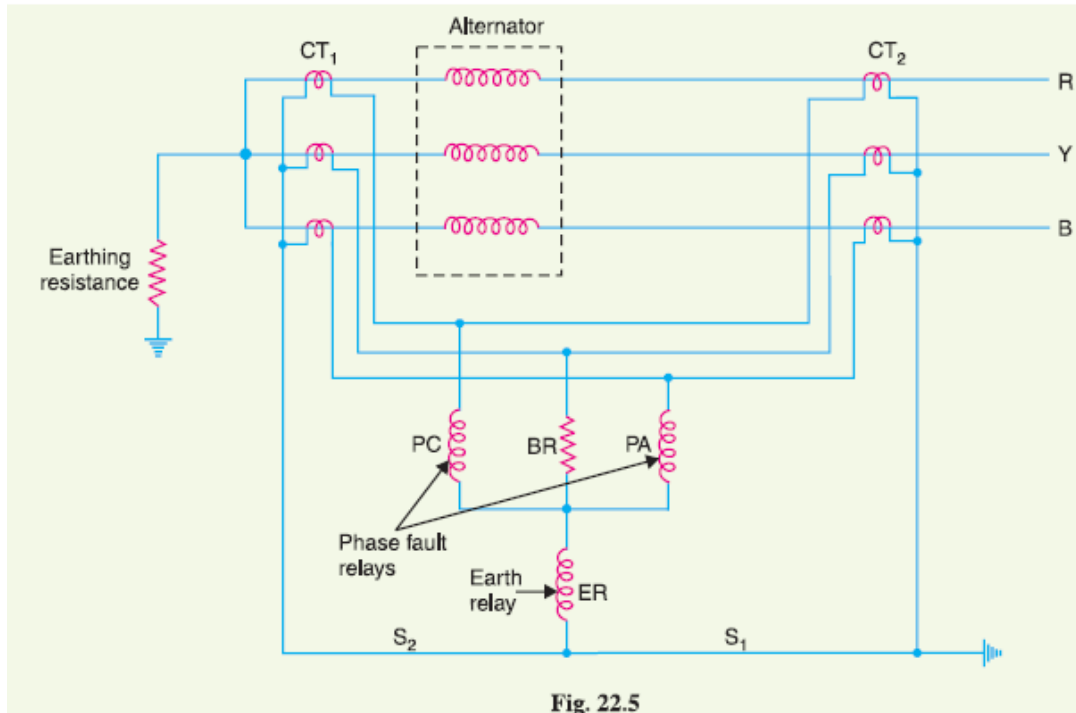 Alternator
CT1
CT2
R
Y
B
Earthing
resistance
PC
BR
PA
Phase fault
relays
Earth
relay
ER
S2
S1
Fig. 22.5